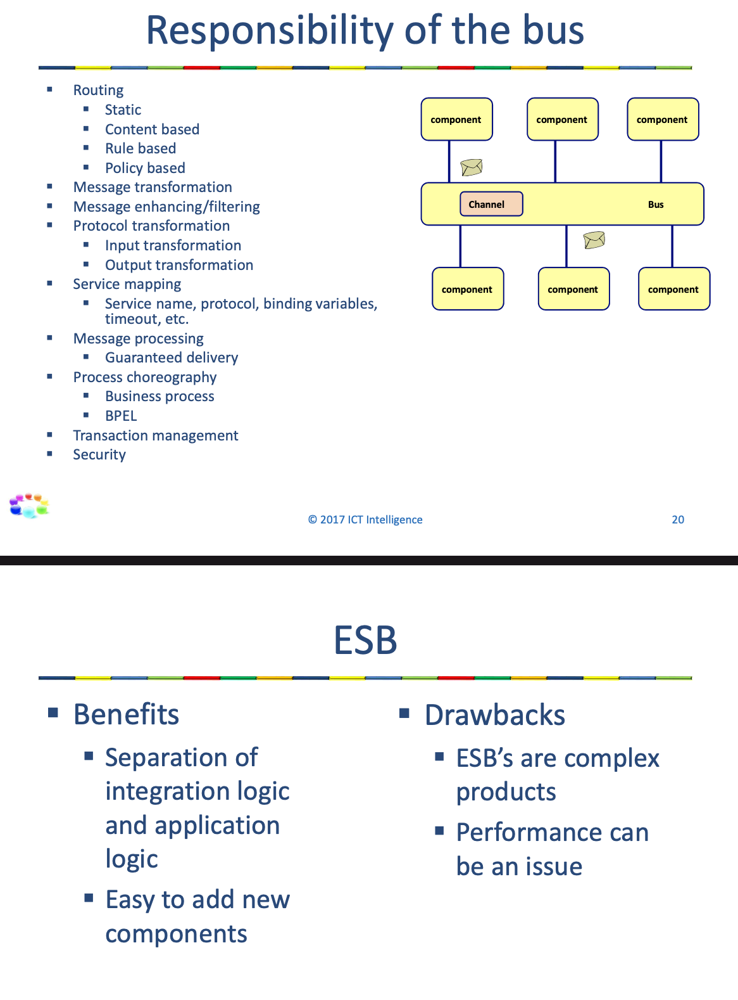 Responsibility of the bus
Routing
Static
Content based
Rule based
Policy based
Message transformation
Message enhancing/filtering
Protocol transformation
Input transformation
Output transformation
Service mapping
Service name, protocol, binding variables,
timeout, etc.
Message processing
Guaranteed delivery
Process choreography
Business process
BPEL
Transaction management
Security
component
component
component
Channel
Bus
component
component
component
© 2017 ICT Intelligence
20
ESB
Benefits
Separation of
integration logic
and application
logic
Easy to add new
components
Drawbacks
ESB’s are complex
products
Performance can
be an issue